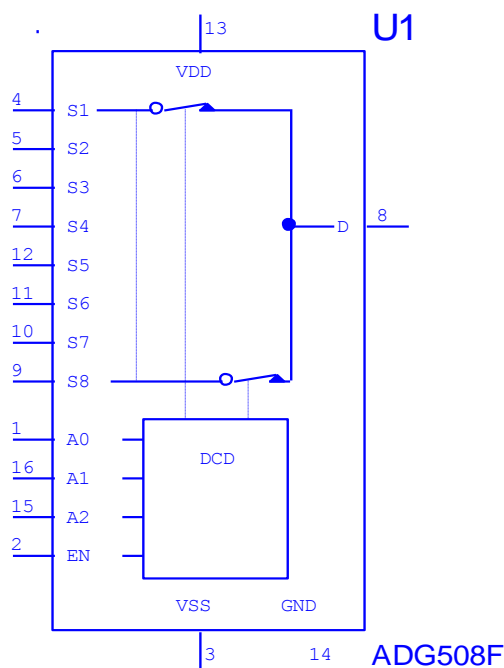 13 U1
VDD
4 S1
5 S2
6 S3
7 S4 D 8
12 S5
11 S6
10 S7
9 S8
1 A0
DCD
16 A1
15 A2
2 EN
VSS GND
3 14 ADG508F